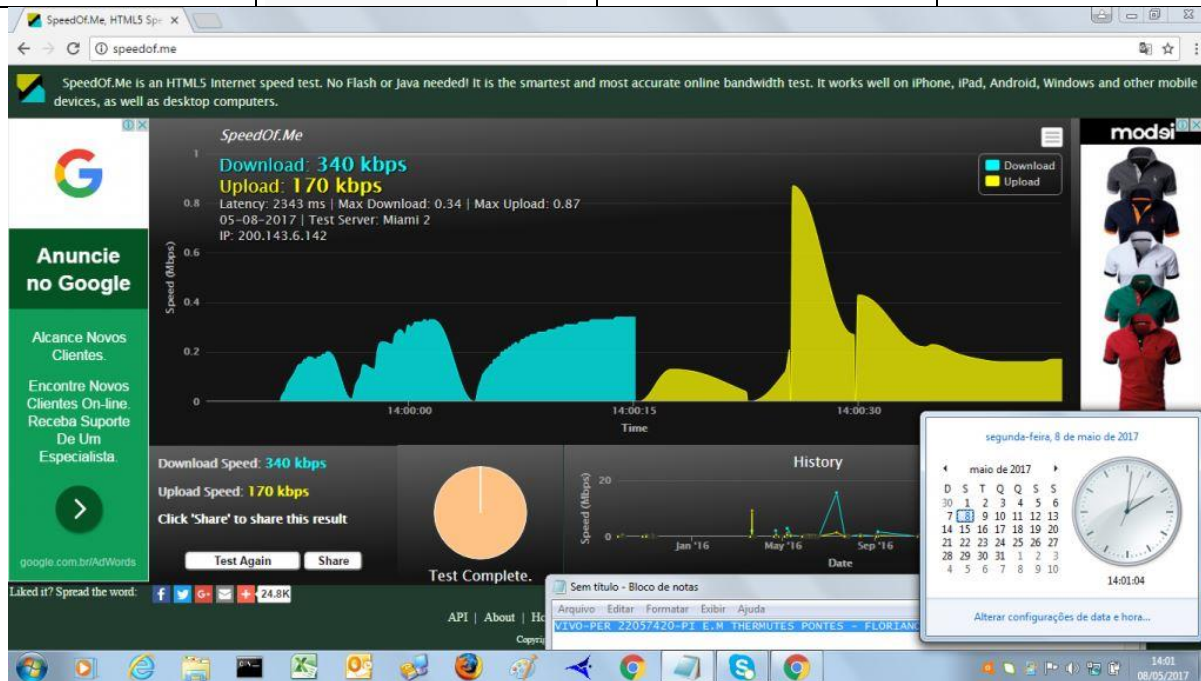 SpeedOf.Me, HTML5 Spe
speedof.me
SpeedOf.Me is an HTML5 Internet speed test. No Flash or Java needed! It is the smartest and most accurate online bandwidth test. It works well on iPhone, iPad, Android, Windows and other mobile
devices, as well as desktop computers.
Anuncie
no Google
Alcance Novos
Clientes.
Encontre Novos
Clientes On-line.
Receba Suporte
De Um
Especialista.
google.com.br/AdWords
SpeedOf.Me
Download: 340 kbps
Upload: 170 kbps
Latency: 2343 ms | Max Download: 0.34 | Max Upload: 0.87
05-08-2017 | Test Server: Miami 2
IP: 200.143.6.142
Download
Upload
Speed (Mbps)
1
0.8
0.6
0.4
0.2
0
14:00:00
14:00:15
14:00:30
Time
Download Speed: 340 kbps
Upload Speed: 170 kbps
Click 'Share' to share this result
Test Again
Share
Test Complete.
History
Speed (Mbps)
20
0
Jan '16
May '16
Sep '16
Date
Liked it? Spread the word:
24.8K
API | About |
Sem título - Bloco de notas
Arquivo Editar Formatar Exibir Ajuda
VIVO-PER 22057420-PI E.M THERMUTES PONTES - FLORIANO
segunda-feira, 8 de maio de 2017
maio de 2017
D S T Q Q S S
30 1 2 3 4 5 6
7 8 9 10 11 12 13
14 15 16 17 18 19 20
21 22 23 24 25 26 27
28 29 30 31 1 2 3
4 5 6 7 8 9 10
14:01:04
Alterar configurações de data e hora...
14:01
08/05/2017